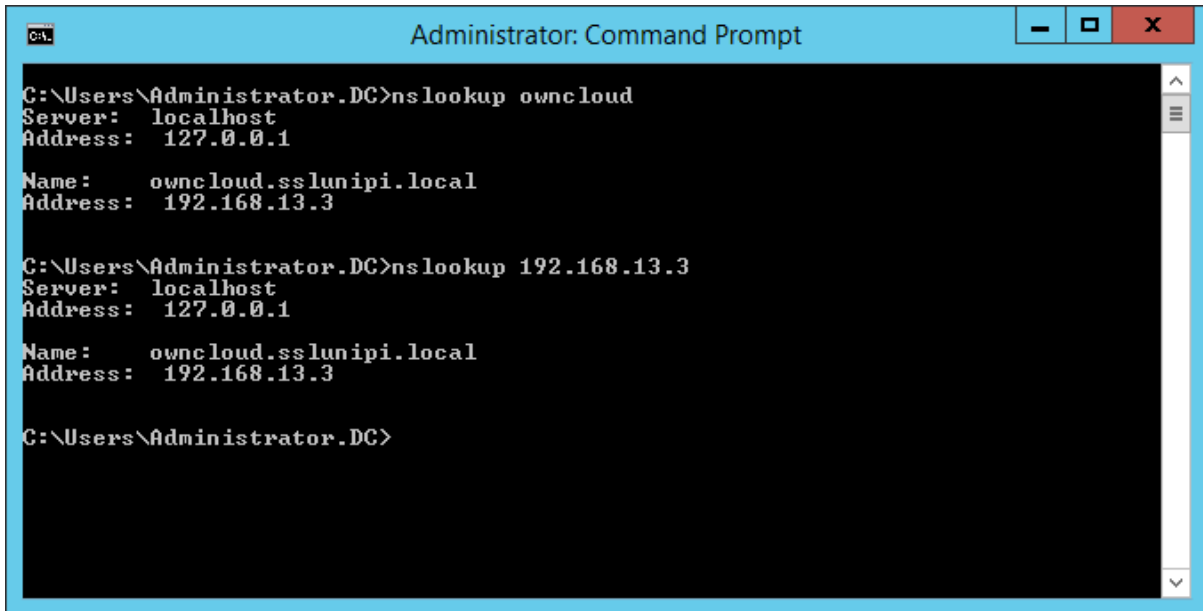 Administrator: Command Prompt
C:\Users\Administrator.DC>nslookup owncloud
Server:  localhost
Address:  127.0.0.1
Name:    owncloud.sslunipi.local
Address:  192.168.13.3
C:\Users\Administrator.DC>nslookup 192.168.13.3
Server:  localhost
Address:  127.0.0.1
Name:    owncloud.sslunipi.local
Address:  192.168.13.3
C:\Users\Administrator.DC>